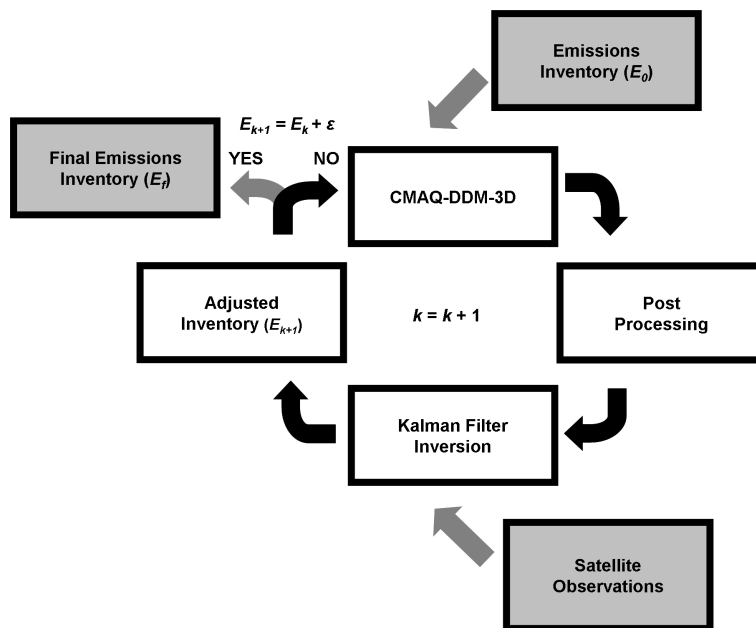 Emissions
Inventory (E0)
Ek+1 = Ek + ε
YES NO
Final Emissions
Inventory (Ef)
CMAQ-DDM-3D
Adjusted
Inventory (Ek+1)
k = k + 1
Post
Processing
Kalman Filter
Inversion
Satellite
Observations